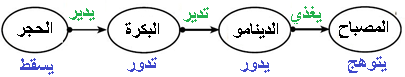 يدير تدير يغذي
الحجر البكرة الدينامو المصباح
يسقط تدور يدور يتوهج